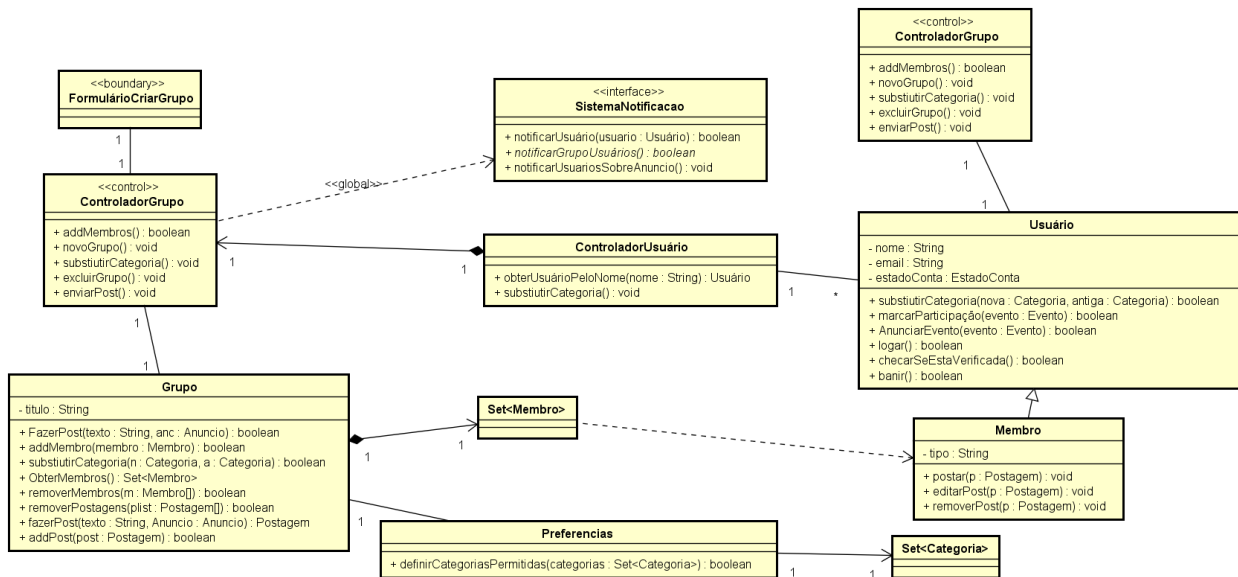 <<control>>
ControladorGrupo
+ addMembros() : boolean
+ novoGrupo() : void
+ substiutirCategoria() : void
+ excluirGrupo() : void
+ enviarPost() : void
1
1
<<boundary>>
FormulárioCriarGrupo
1
1
<<interface>>
SistemaNotificacao
+ notificarUsuário(usuario : Usuário) : boolean
+ notificarGrupoUsuários() : boolean
+ notificarUsuariosSobreAnuncio() : void
<<global>>
<<control>>
ControladorGrupo
+ addMembros() : boolean
+ novoGrupo() : void
+ substiutirCategoria() : void
+ excluirGrupo() : void
+ enviarPost() : void
1
1
ControladorUsuário
+ obterUsuárioPeloNome(nome : String) : Usuário
+ substiutirCategoria() : void
1
*
Usuário
- nome : String
- email : String
- estadoConta : EstadoConta
+ substiutirCategoria(nova : Categoria, antiga : Categoria) : boolean
+ marcarParticipação(evento : Evento) : boolean
+ AnunciarEvento(evento : Evento) : boolean
+ logar() : boolean
+ checarSeEstaVerificada() : boolean
+ banir() : boolean
1
1
Grupo
- titulo : String
+ FazerPost(texto : String, anc : Anuncio) : boolean
+ addMembro(membro : Membro) : boolean
+ substiutirCategoria(n : Categoria, a : Categoria) : boolean
+ ObterMembros() : Set<Membro>
+ removerMembros(m : Membro[]) : boolean
+ removerPostagens(plist : Postagem[]) : boolean
+ fazerPost(texto : String, Anuncio : Anuncio) : Postagem
+ addPost(post : Postagem) : boolean
1
1
Set<Membro>
Membro
- tipo : String
+ postar(p : Postagem) : void
+ editarPost(p : Postagem) : void
+ removerPost(p : Postagem) : void
1
Preferencias
+ definirCategoriasPermitidas(categorias : Set<Categoria>) : boolean
1
1
Set<Categoria>